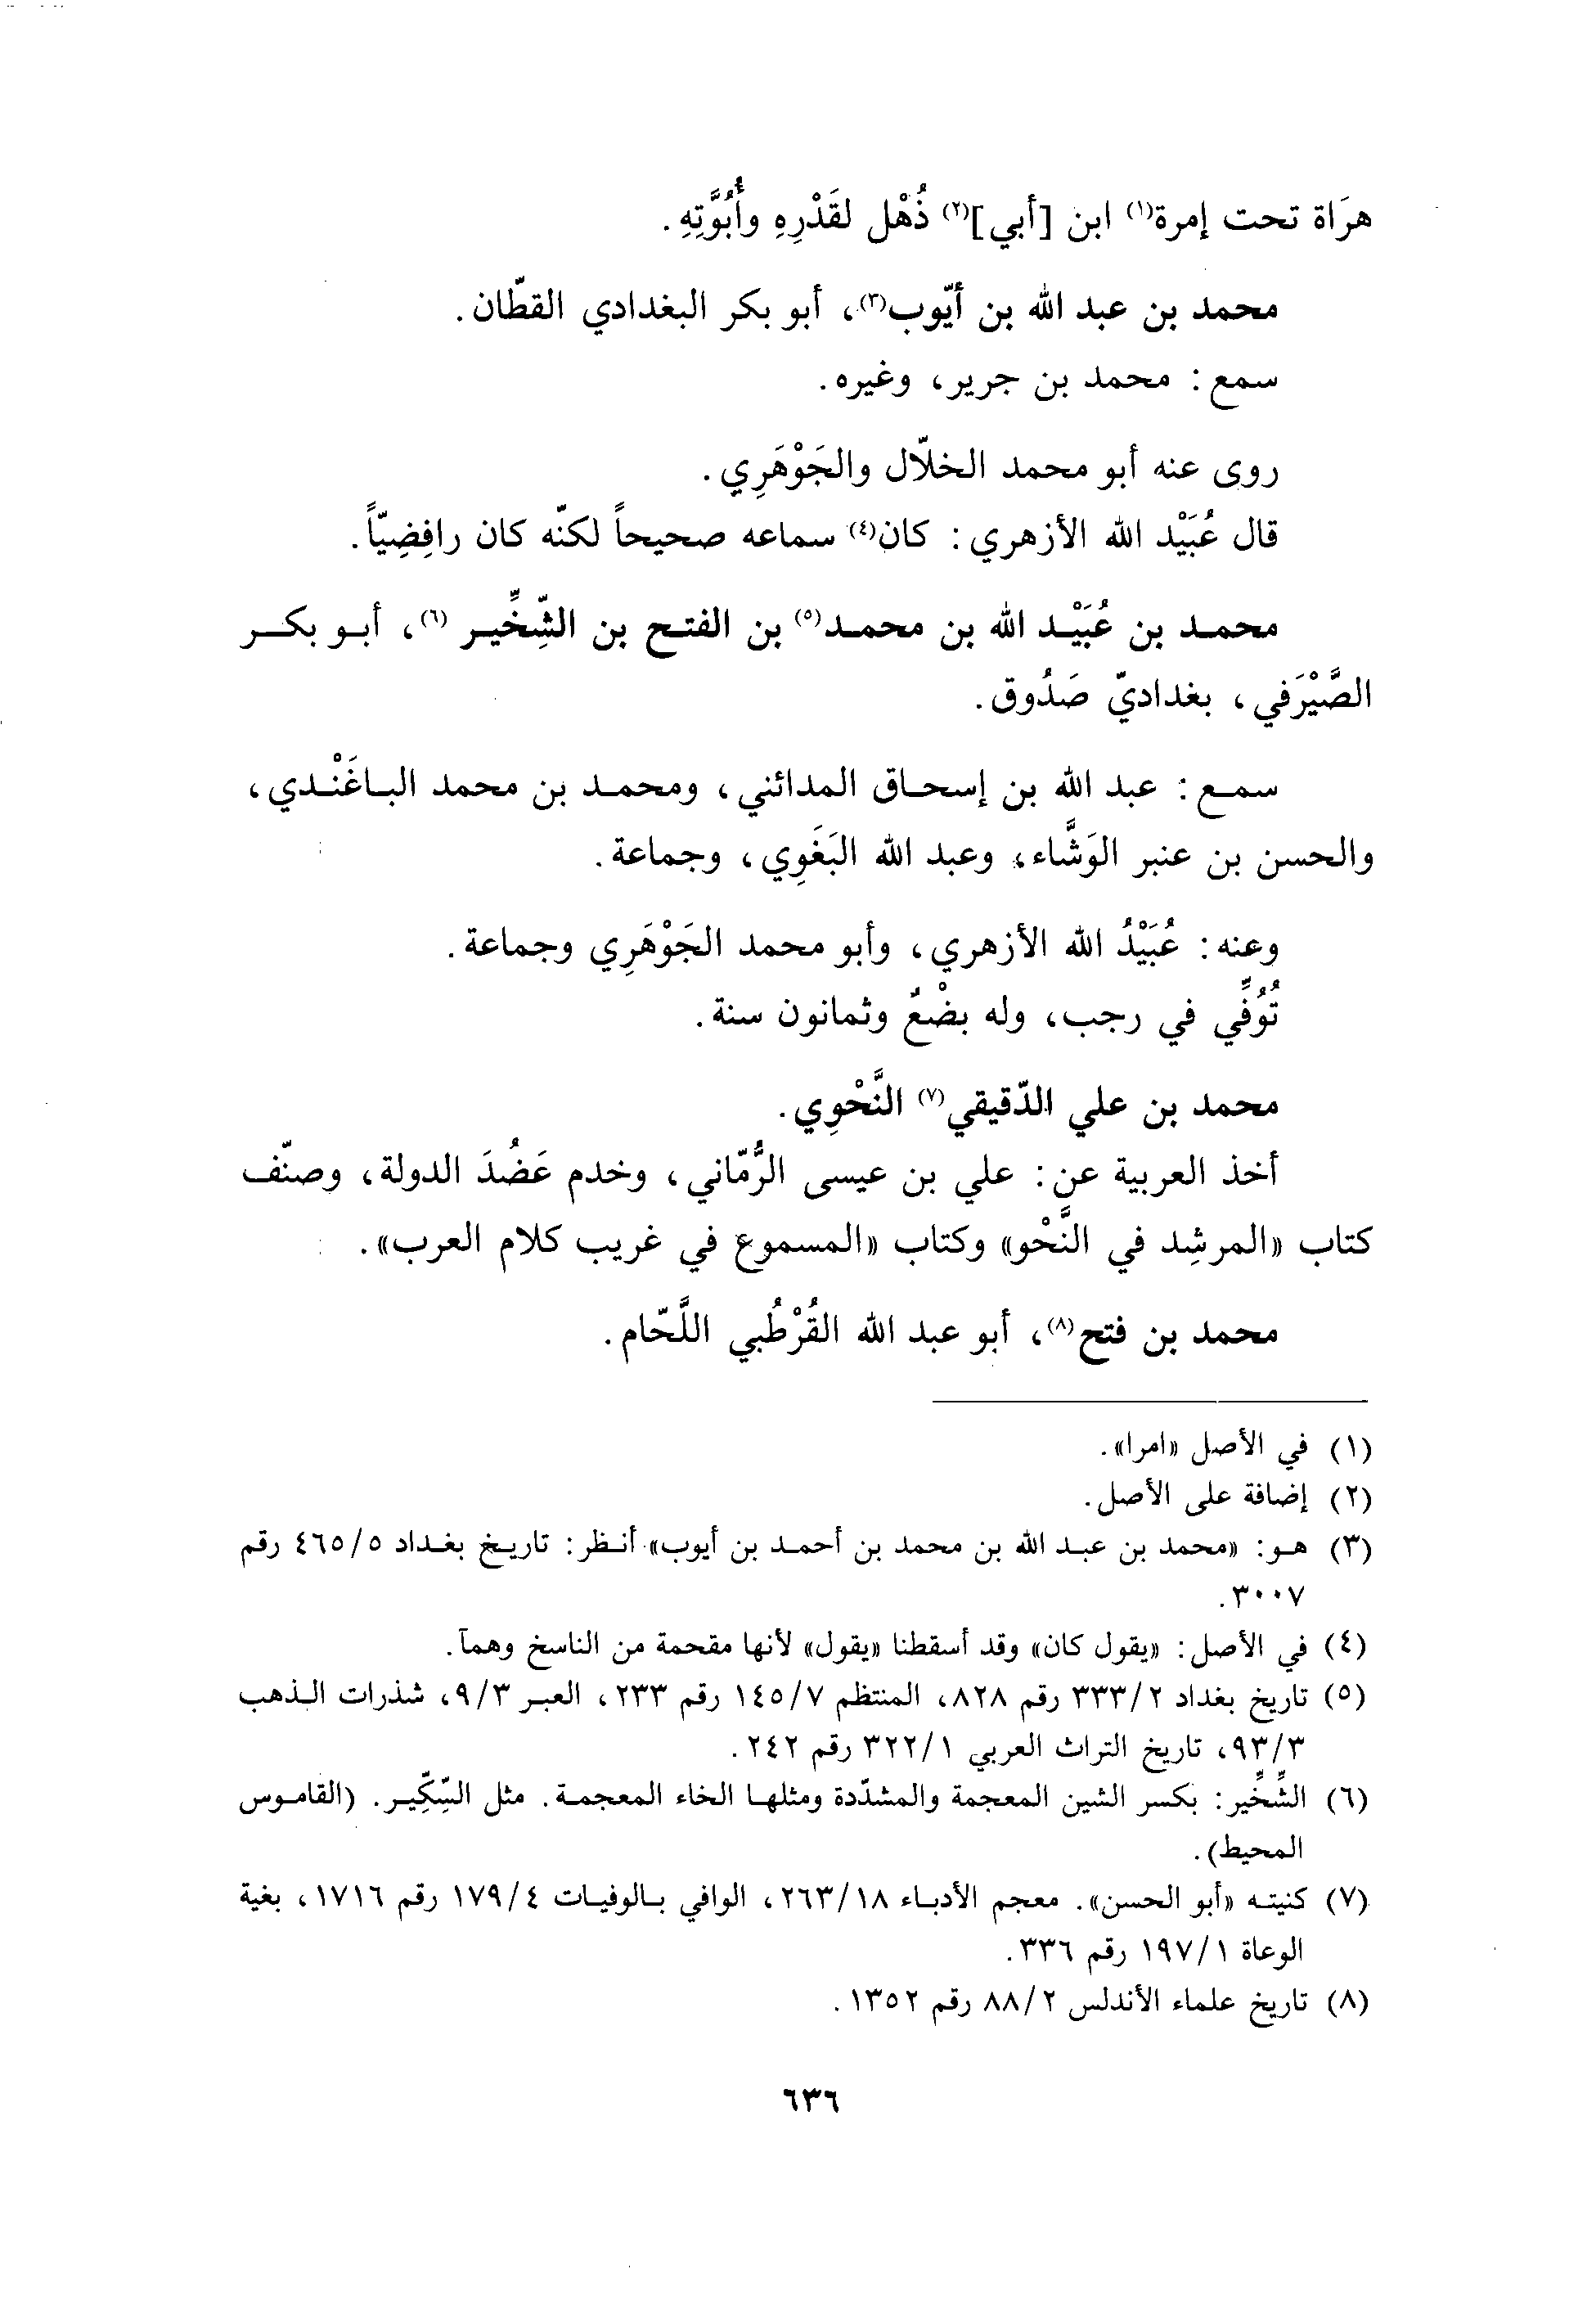 هرَاة تحت إمرة(١) ابن [أبي](٢) ذُهْل لقَدْرِهِ وأُبُوَّتِهِ.
محمد بن عبد الله بن أيّوب(٣)، أبو بكر البغدادي القطّان.
سمع: محمد بن جرير، وغيره.
روى عنه أبو محمد الخلّال والجَوْهَرِي.
قال عُبَيْد الله الأزهري: كان(٤) سماعه صحيحاً لكنّه كان رافِضِيّاً.
محمد بن عُبَيْد الله بن محمد(٥) بن الفتح بن الشِّخِّير(٦)، أبو بكر
الصَّيْرَفي، بغداديّ صَدُوق.
سمع: عبد الله بن إسحاق المدائني، ومحمد بن محمد الباغَنْدي،
والحسن بن عنبر الوَشَّاء، وعبد الله البَغَوِي، وجماعة.
وعنه: عُبَيْدُ الله الأزهري، وأبو محمد الجَوْهَرِي وجماعة.
تُوُفِّي في رجب، وله بضْعٌ وثمانون سنة.
محمد بن علي الدّقيقي(٧) النَّحْوِي.
أخذ العربية عن: علي بن عيسى الرُّمّاني، وخدم عَضُدَ الدولة، وصنّف
كتاب «المرشِد في النَّحْو» وكتاب «المسموع في غريب كلام العرب».
محمد بن فتح(٨)، أبو عبد الله القُرْطُبي اللَّحّام.
(١) في الأصل «امرا».
(٢) إضافة على الأصل.
(٣) هو: «محمد بن عبد الله بن محمد بن أحمد بن أيوب» أنظر: تاريخ بغداد ٤٦٥/٥ رقم
٣٠٠٧.
(٤) في الأصل: «يقول كان» وقد أسقطنا «يقول» لأنها مقحمة من الناسخ وهمآ.
(٥) تاريخ بغداد ٣٣٣/٢ رقم ٨٢٨، المنتظم ١٤٥/٧ رقم ٢٣٣، العبر ٩/٣، شذرات الذهب
٩٣/٣، تاريخ التراث العربي ٣٢٢/١ رقم ٢٤٢.
(٦) الشِّخِّير: بكسر الشين المعجمة والمشدّدة ومثلها الخاء المعجمة. مثل السِّكِّير. (القاموس
المحيط).
(٧) كنيته «أبو الحسن». معجم الأدباء ٢٦٣/١٨، الوافي بالوفيات ١٧٩/٤ رقم ١٧١٦، بغية
الوعاة ١٩٧/١ رقم ٣٣٦.
(٨) تاريخ علماء الأندلس ٨٨/٢ رقم ١٣٥٢.
٦٣٦